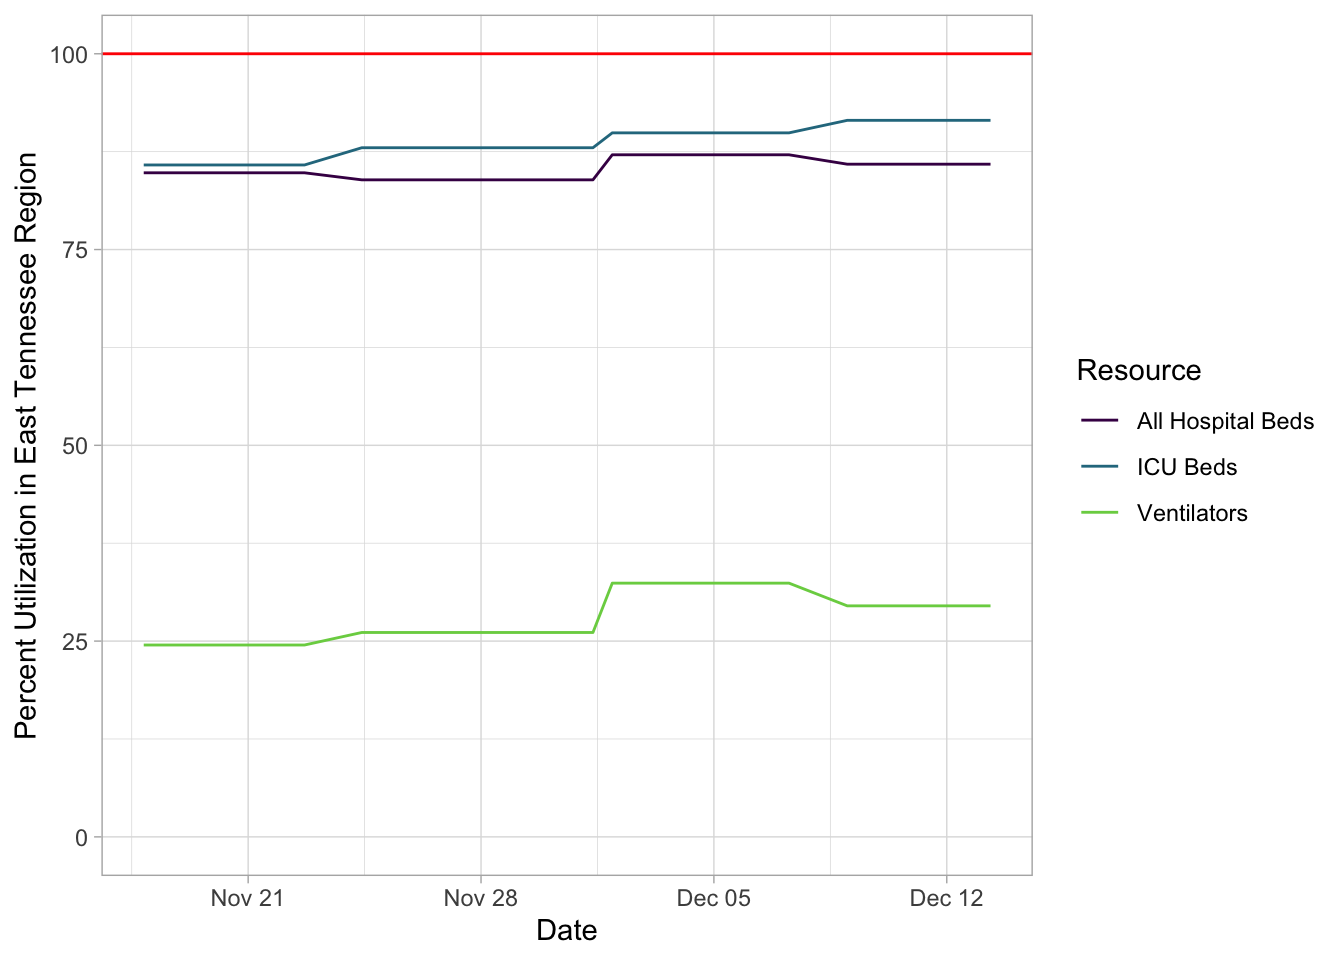 Percent Utilization in East Tennessee Region
100
75
50
25
0
Nov 21
Nov 28
Dec 05
Dec 12
Date
Resource
All Hospital Beds
ICU Beds
Ventilators